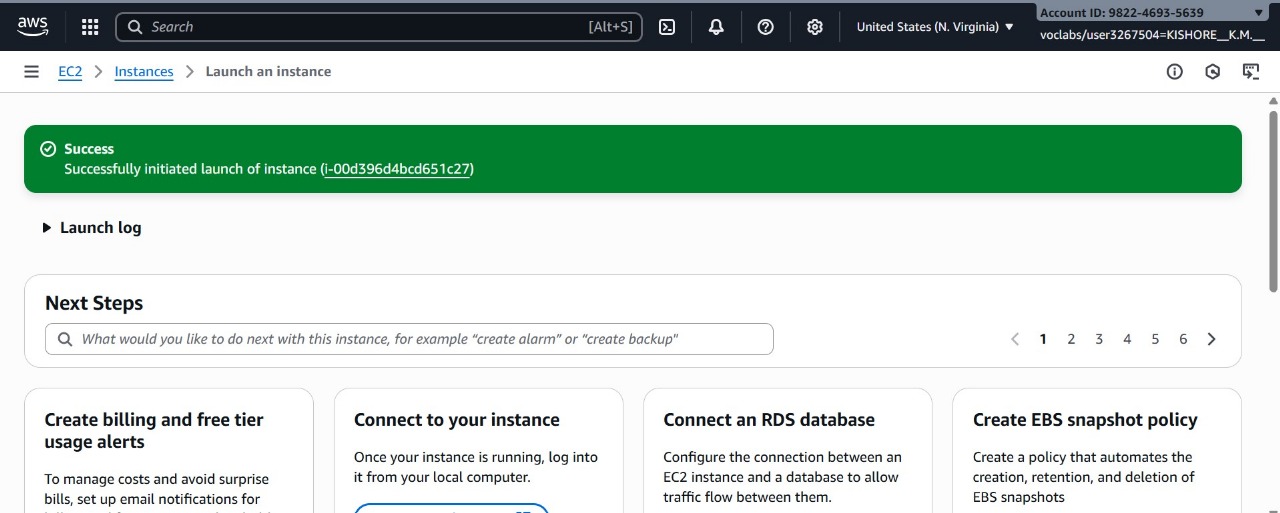 aws
Search [Alt+S]
United States (N. Virginia)
Account ID: 9822-4693-5639
voclabs/user3267504=KISHORE__K.M.__
EC2 Instances Launch an instance
Success
Successfully initiated launch of instance (i-00d396d4bcd651c27)
Launch log
Next Steps
What would you like to do next with this instance, for example "create alarm" or "create backup"
1 2 3 4 5 6
Create billing and free tier
usage alerts
To manage costs and avoid surprise
bills, set up email notifications for
Connect to your instance
Once your instance is running, log into
it from your local computer.
Connect an RDS database
Configure the connection between an
EC2 instance and a database to allow
traffic flow between them.
Create EBS snapshot policy
Create a policy that automates the
creation, retention, and deletion of
EBS snapshots